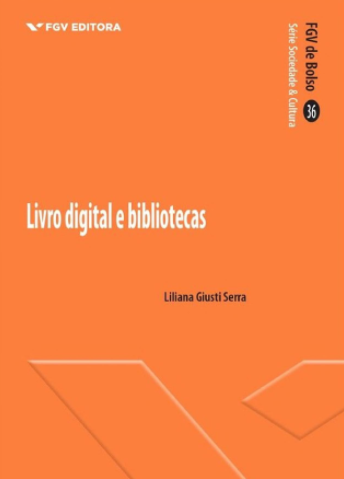 FGV EDITORA
FGV de Bolso 36
Série Sociedade & Cultura
Livro digital e bibliotecas
Liliana Giusti Serra